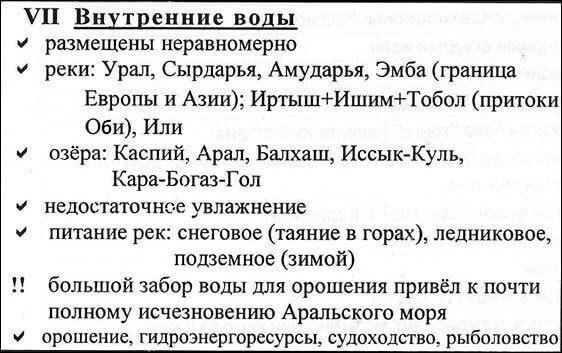 VII Внутренние воды
✓ размещены неравномерно
✓ реки: Урал, Сырдарья, Амударья, Эмба (граница
Европы и Азии); Иртыш+Ишим+Тобол (притоки
Оби), Или
✓ озёра: Каспий, Арал, Балхаш, Иссык-Куль,
Кара-Богаз-Гол
✓ недостаточное увлажнение
✓ питание рек: снеговое (таяние в горах), ледниковое,
подземное (зимой)
!! большой забор воды для орошения привёл к почти
полному исчезновению Аральского моря
✓ орошение, гидроэнергоресурсы, судоходство, рыболовство